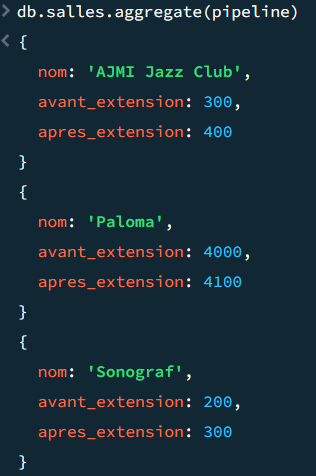 > db.salles.aggregate(pipeline)
< {
nom: 'AJMI Jazz Club',
avant_extension: 300,
apres_extension: 400
}
{
nom: 'Paloma',
avant_extension: 4000,
apres_extension: 4100
}
{
nom: 'Sonograf',
avant_extension: 200,
apres_extension: 300
}